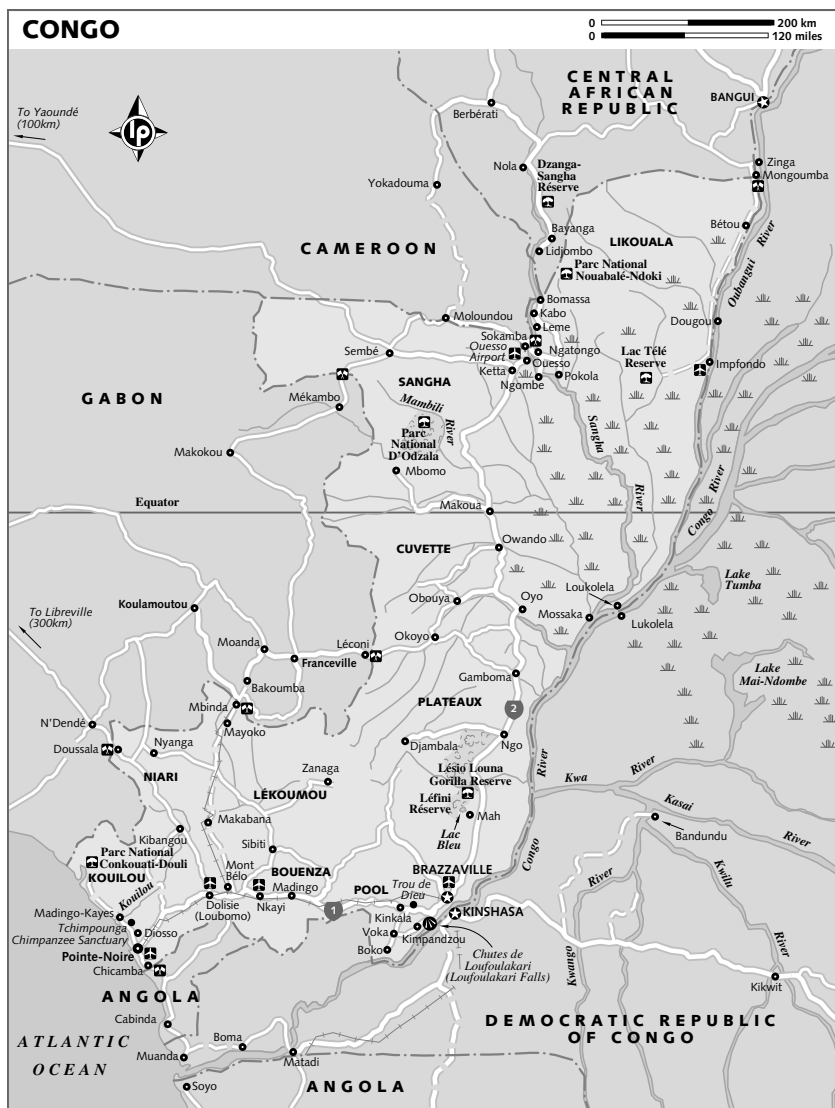 CONGO
0 200 km
0 120 miles
CENTRAL
AFRICAN
REPUBLIC
BANGUI
To Yaoundé
(100km)
lp
Berbérati
Nola
Dzanga-
Sangha
Réserve
Zinga
Mongoumba
Yokadouma
Bayanga
LIKOUALA
Bétou
CAMEROON
Lidjombo
Parc National
Nouabalé-Ndoki
Oubangui
River
Bomassa
Moloundou
Kabo
Leme
Dougou
Sokamba
Ouesso
Airport
Ngatongo
Sembé
Ouesso
Lac Télé
Reserve
Impfondo
Ketta
Pokola
SANGHA
Ngombe
GABON
Mékambo
Mambili
River
Sangha
River
Parc
National
D'Odzala
Makokou
Mbomo
Congo
River
Equator
Makoua
CUVETTE
Owando
Lake
Tumba
Koulamoutou
Obouya
Oyo
Loukolela
To Libreville
(300km)
Mossaka
Lukolela
Moanda
Léconi
Okoyo
Franceville
Gamboma
Lake
Mai-Ndombe
Bakoumba
Mbinda
PLATEAUX
2
N'Dendé
Mayoko
Doussala
Nyanga
Djambala
Ngo
River
NIARI
Zanaga
Lésio Louna
Gorilla Reserve
Kwa
River
LÉKOUMOU
Léfini
Réserve
Kasai
River
Makabana
Mah
Kibangou
Lac
Bleu
Congo
Bandundu
Sibiti
Parc National
Conkouati-Douli
Mont
Bélo
BOUENZA
BRAZZAVILLE
KOUILOU
Madingo
POOL
Trou de
Dieu
River
Kwilu
River
Kouilou
Dolisie
(Loubomo)
Nkayi
1
Kinkala
KINSHASA
Madingo-Kayes
Tchimpounga
Chimpanzee Sanctuary
Diosso
Voka
Kimpandzou
Pointe-Noire
Boko
Chutes de
Loufoulakari
(Loufoulakari Falls)
Kwango
Chicamba
Kikwit
ANGOLA
Cabinda
DEMOCRATIC REPUBLIC
OF CONGO
ATLANTIC
OCEAN
Boma
Muanda
Matadi
Soyo
ANGOLA